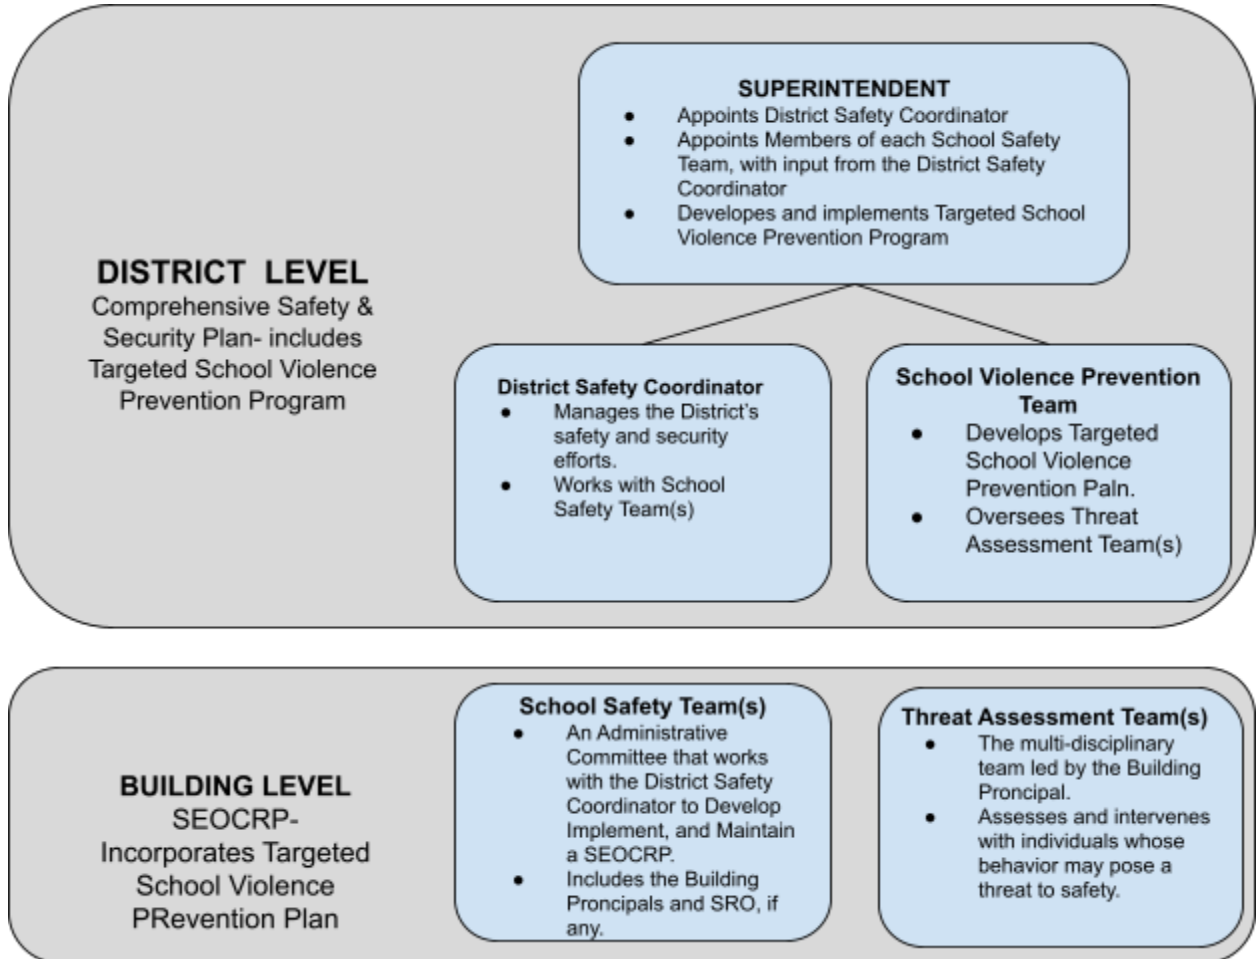 SUPERINTENDENT
● Appoints District Safety Coordinator
● Appoints Members of each School Safety
Team, with input from the District Safety
Coordinator
● Developes and implements Targeted School
Violence Prevention Program
DISTRICT LEVEL
Comprehensive Safety &
Security Plan- includes
Targeted School Violence
Prevention Program
District Safety Coordinator
● Manages the District's
safety and security
efforts.
● Works with School
Safety Team(s)
School Violence Prevention
Team
● Develops Targeted
School Violence
Prevention Paln.
● Oversees Threat
Assessment Team(s)
BUILDING LEVEL
SEOCRP-
Incorporates Targeted
School Violence
PRevention Plan
School Safety Team(s)
● An Administrative
Committee that works
with the District Safety
Coordinator to Develop
Implement, and Maintain
a SEOCRP.
● Includes the Building
Proncipals and SRO, if
any.
Threat Assessment Team(s)
● The multi-disciplinary
team led by the Building
Proncipal.
● Assesses and intervenes
with individuals whose
behavior may pose a
threat to safety.